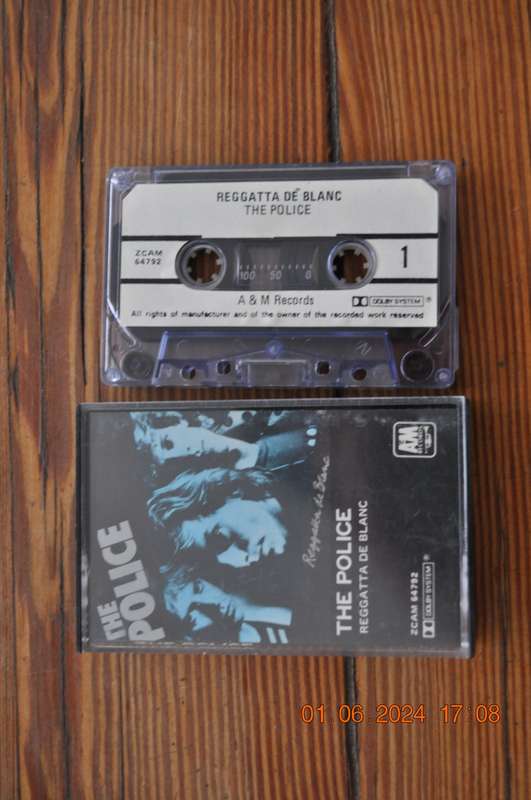 REGGATTA DE BLANC
THE POLICE
ZCAM
64792
1
100 50 0
A & M Records
DOLBY SYSTEM ®
All rights of manufacturer and of the owner of the recorded work reserved
THE
POLICE
Reggatta de Blanc
A&M
RECORDS
THE POLICE
REGGATTA DE BLANC
ZCAM 64792
DOLBY SYSTEM ®
01.06.2024 17:08